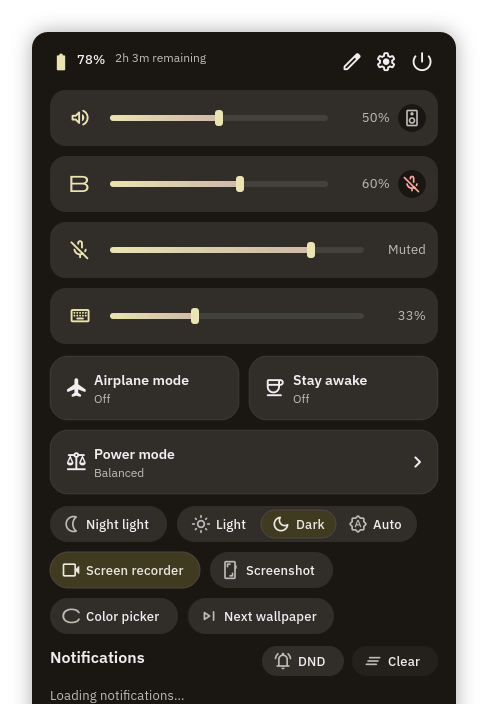 78% 2h 3m remaining
50%
60%
Muted
33%
Airplane mode Stay awake
Off Off
Power mode
Balanced
Night light Light Dark Auto
Screen recorder Screenshot
Color picker Next wallpaper
Notifications DND Clear
Loading notifications...